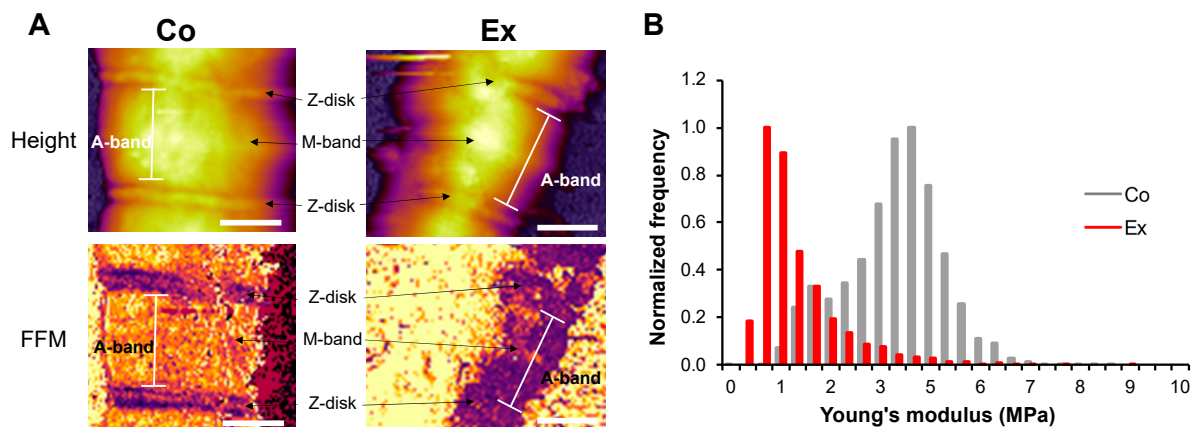 A
Co
Ex
B
Height
A-band
Z-disk
M-band
Z-disk
A-band
FFM
A-band
Z-disk
M-band
Z-disk
A-band
Normalized frequency
1.2
1.0
0.8
0.6
0.4
0.2
0.0
0 1 2 3 4 5 6 7 8 9 10
Young's modulus (MPa)
Co
Ex